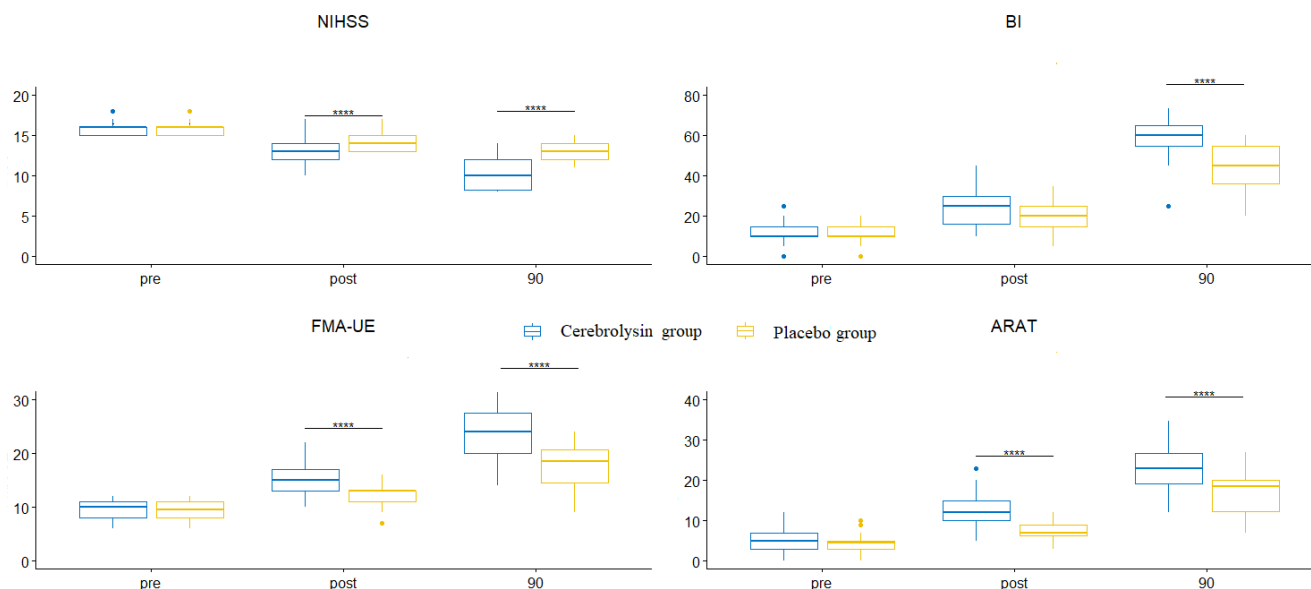 NIHSS
20
15
10
5
0
****
****
pre
post
90
BI
80
60
40
20
0
****
pre
post
90
Cerebrolysin group
Placebo group
FMA-UE
30
20
10
0
****
****
pre
post
90
ARAT
40
30
20
10
0
****
****
pre
post
90